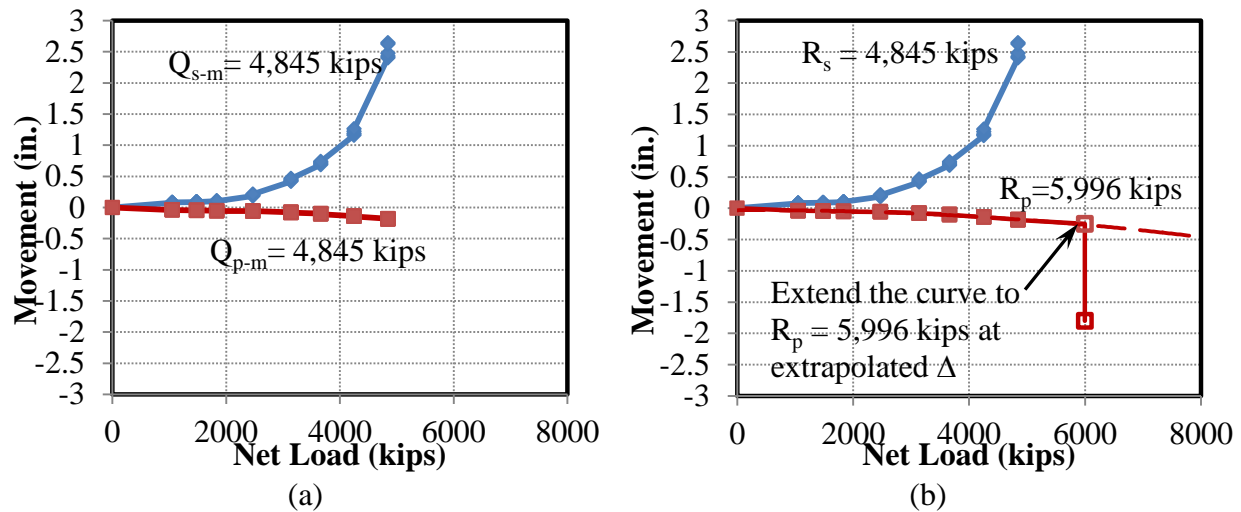 3
2.5
2
1.5
1
0.5
0
-0.5
-1
-1.5
-2
-2.5
-3
Movement (in.)
Qs-m= 4,845 kips
Qp-m= 4,845 kips
0 2000 4000 6000 8000
Net Load (kips)
(a)
3
2.5
2
1.5
1
0.5
0
-0.5
-1
-1.5
-2
-2.5
-3
Movement (in.)
Rs = 4,845 kips
Rp=5,996 kips
Extend the curve to
Rp = 5,996 kips at
extrapolated Δ
0 2000 4000 6000 8000
Net Load (kips)
(b)